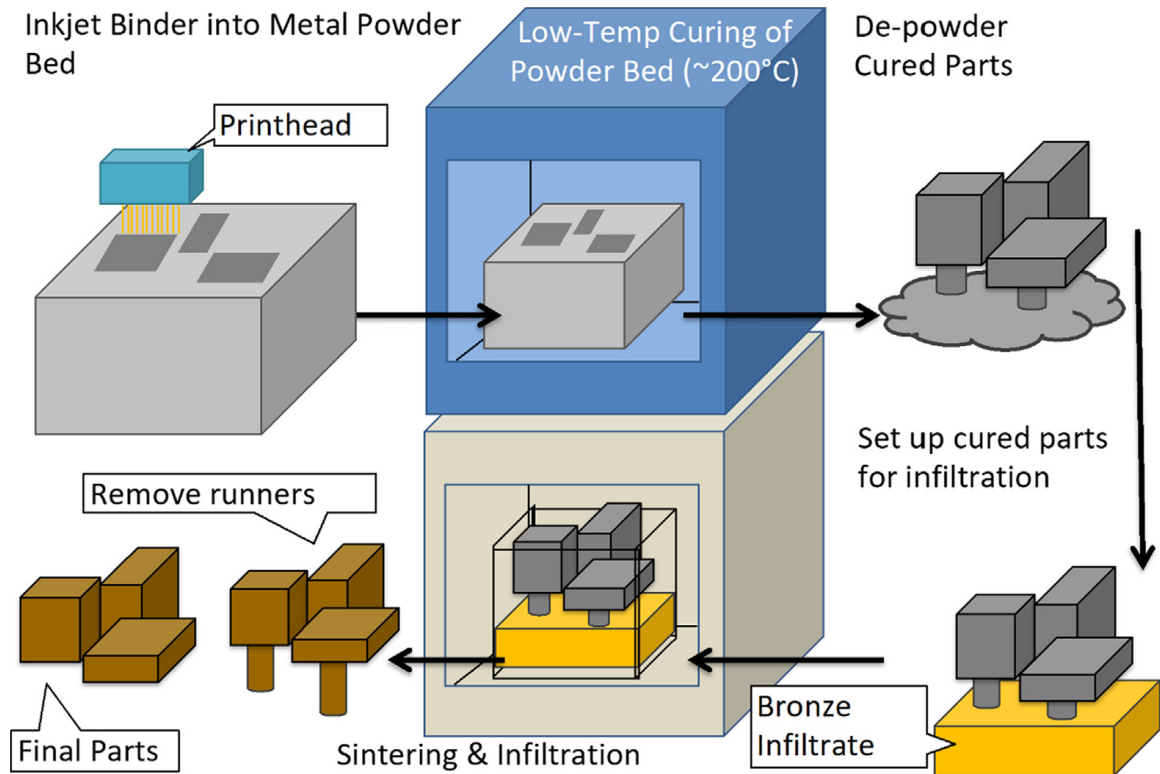 Inkjet Binder into Metal Powder
Bed
Low-Temp Curing of
Powder Bed (~200°C)
De-powder
Cured Parts
Printhead
Set up cured parts
for infiltration
Remove runners
Bronze
Infiltrate
Final Parts
Sintering & Infiltration